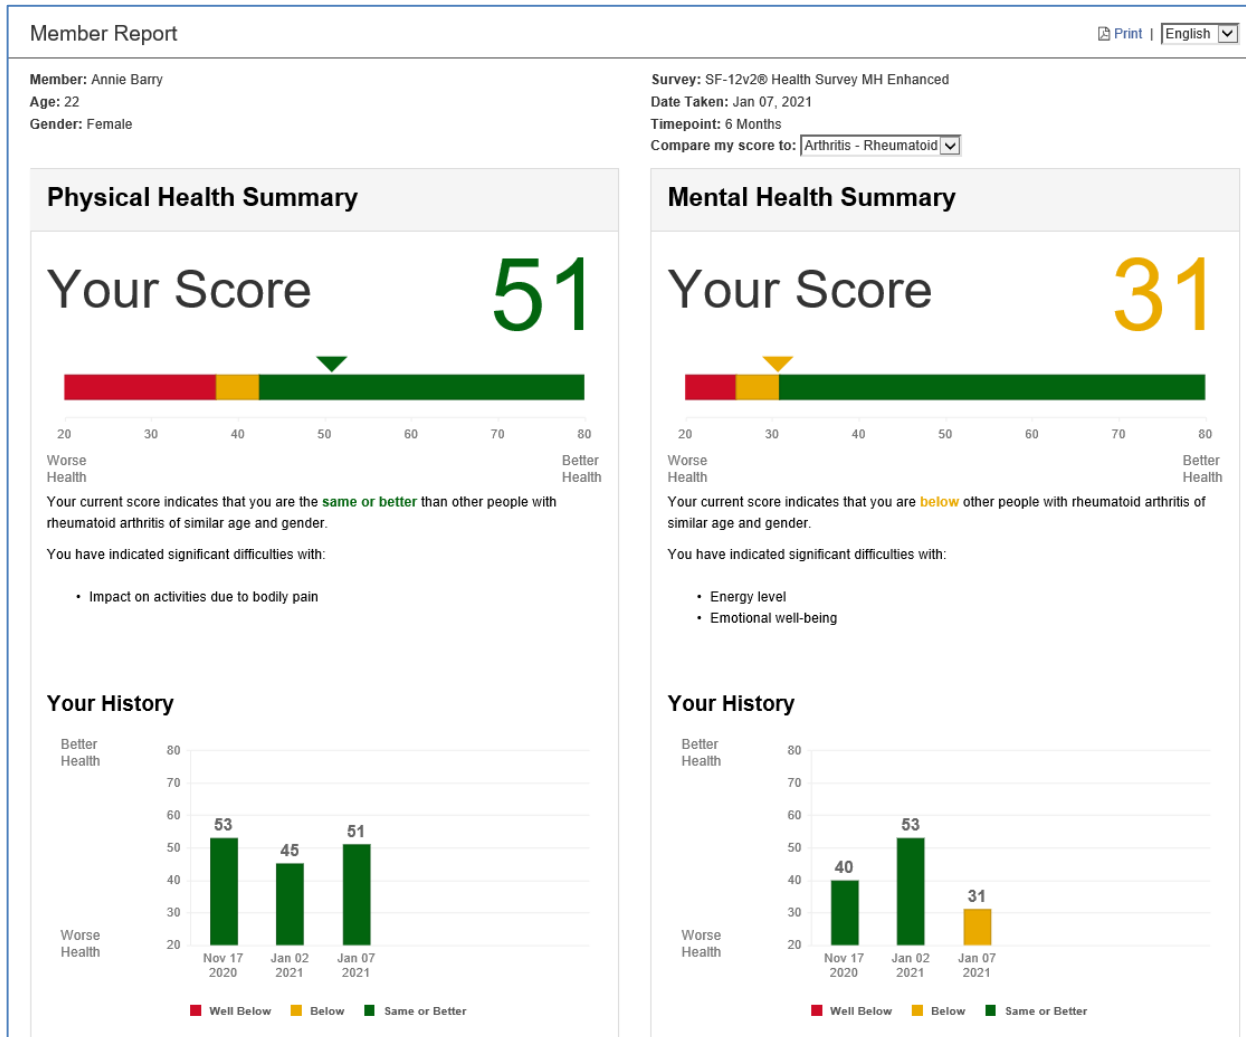 Member Report
Print | English
Member: Annie Barry
Age: 22
Gender: Female
Survey: SF-12v2® Health Survey MH Enhanced
Date Taken: Jan 07, 2021
Timepoint: 6 Months
Compare my score to: Arthritis - Rheumatoid
Physical Health Summary
Your Score 51
20 30 40 50 60 70 80
Worse
Health
Better
Health
Your current score indicates that you are the same or better than other people with
rheumatoid arthritis of similar age and gender.
You have indicated significant difficulties with:
• Impact on activities due to bodily pain
Your History
Better
Health
Worse
Health
80
70
60
50
40
30
20
53
45
51
Nov 17
2020
Jan 02
2021
Jan 07
2021
Well Below Below Same or Better
Mental Health Summary
Your Score 31
20 30 40 50 60 70 80
Worse
Health
Better
Health
Your current score indicates that you are below other people with rheumatoid arthritis of
similar age and gender.
You have indicated significant difficulties with:
• Energy level
• Emotional well-being
Your History
Better
Health
Worse
Health
80
70
60
50
40
30
20
40
53
31
Nov 17
2020
Jan 02
2021
Jan 07
2021
Well Below Below Same or Better